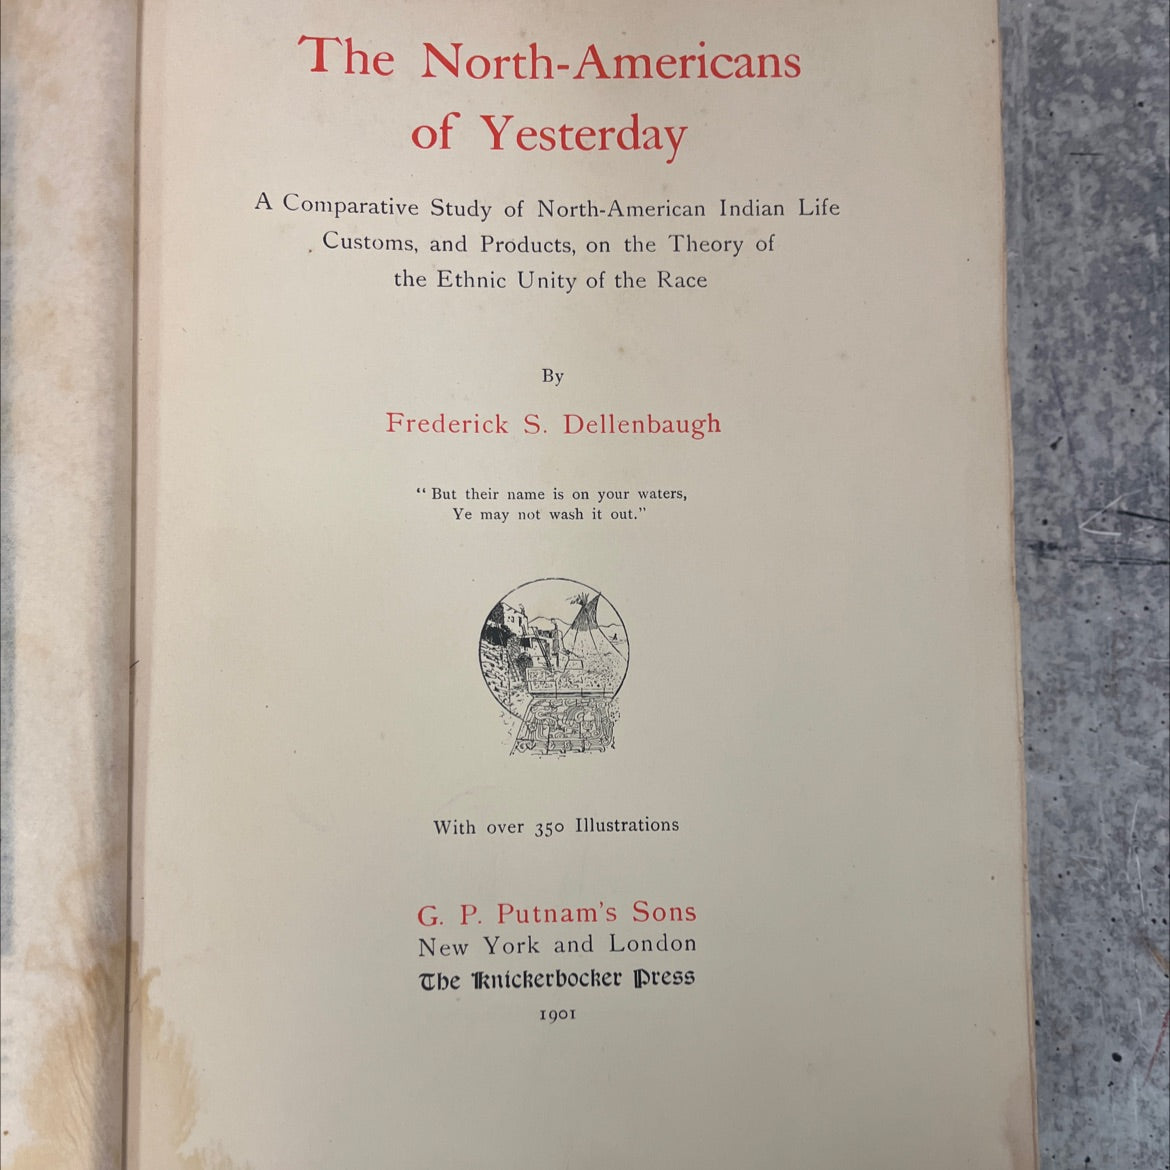 The North-Americans
of Yesterday
A Comparative Study of North-American Indian Life
Customs, and Products, on the Theory of
the Ethnic Unity of the Race
By
Frederick S. Dellenbaugh
“ But their name is on your waters,
Ye may not wash it out.”
With over 350 Illustrations
G. P. Putnam’s Sons
New York and London
The Knickerbocker Press
1901